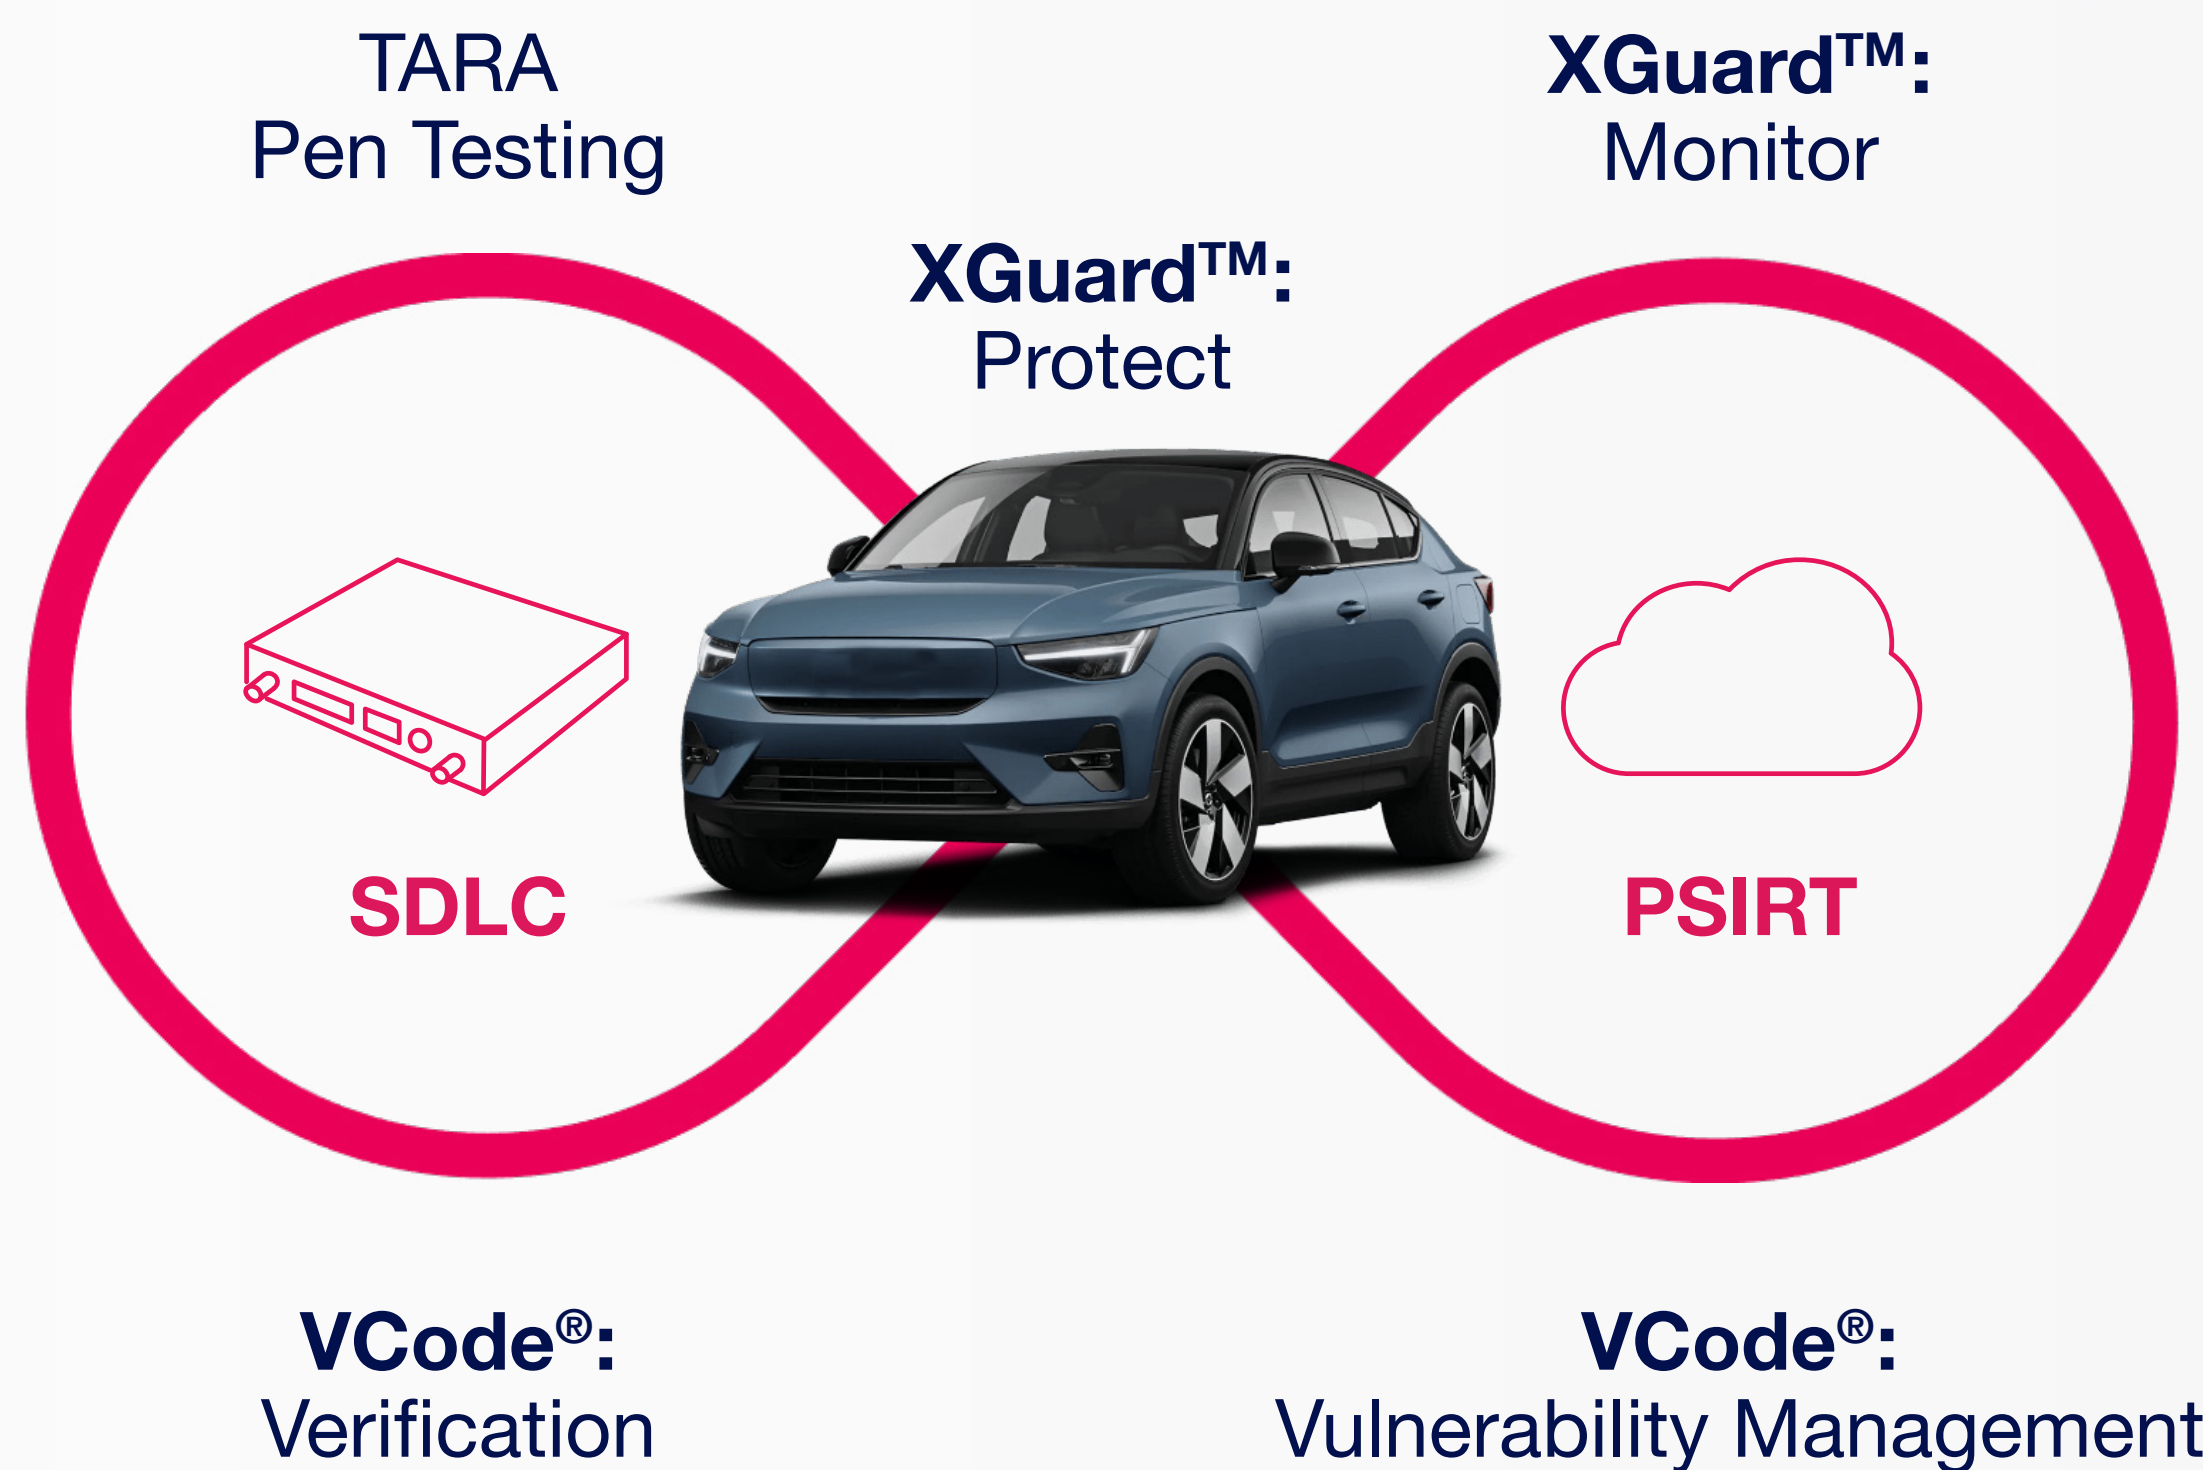 TARA
Pen Testing
XGuard™:
Monitor
XGuard™:
Protect
SDLC
PSIRT
VCode®:
Verification
VCode®:
Vulnerability Management